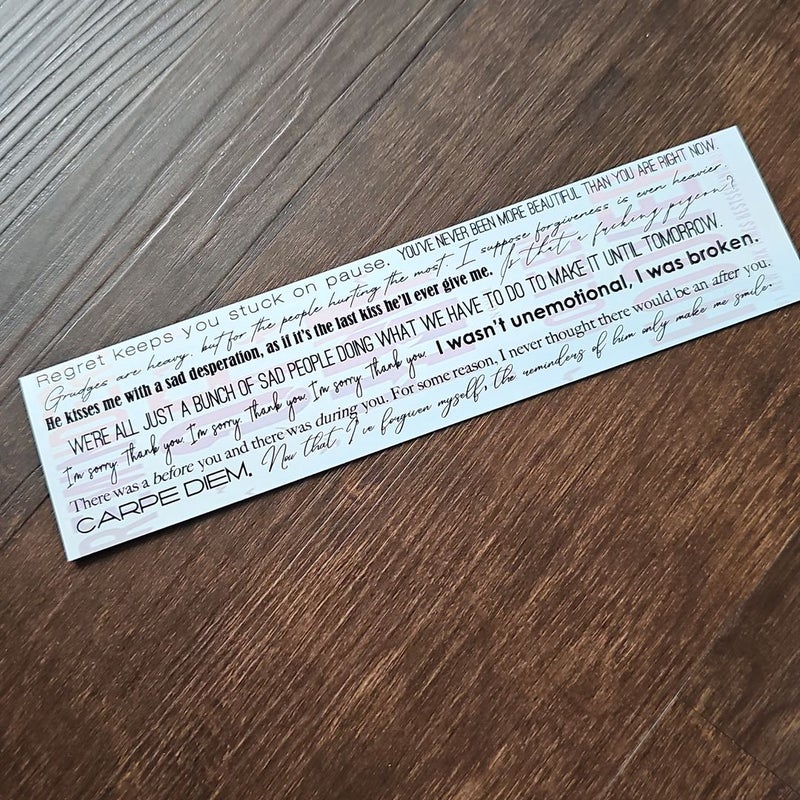 Regret keeps you stuck on pause. YOU'VE NEVER BEEN MORE BEAUTIFUL THAN YOU ARE RIGHT NOW.
Grudges are heavy, but for the people hurting the most, I suppose forgiveness is even heavier.
He kisses me with a sad desperation, as if it's the last kiss he'll ever give me. Is that a fucking pigeon?
WERE ALL JUST A BUNCH OF SAD PEOPLE DOING WHAT WE HAVE TO DO TO MAKE IT UNTIL TOMORROW.
I'm sorry. Thank you. I'm sorry. Thank you. I'm sorry. Thank you. I wasn't unemotional, I was broken.
There was a before you and there was during you. For some reason, I never thought there would be an after you.
CARPE DIEM. Now that I've forgiven myself, the reminders of him only make me smile.